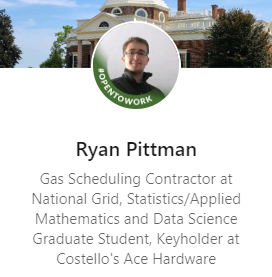 #OPENTOWORK
Ryan Pittman
Gas Scheduling Contractor at
National Grid, Statistics/Applied
Mathematics and Data Science
Graduate Student, Keyholder at
Costello's Ace Hardware